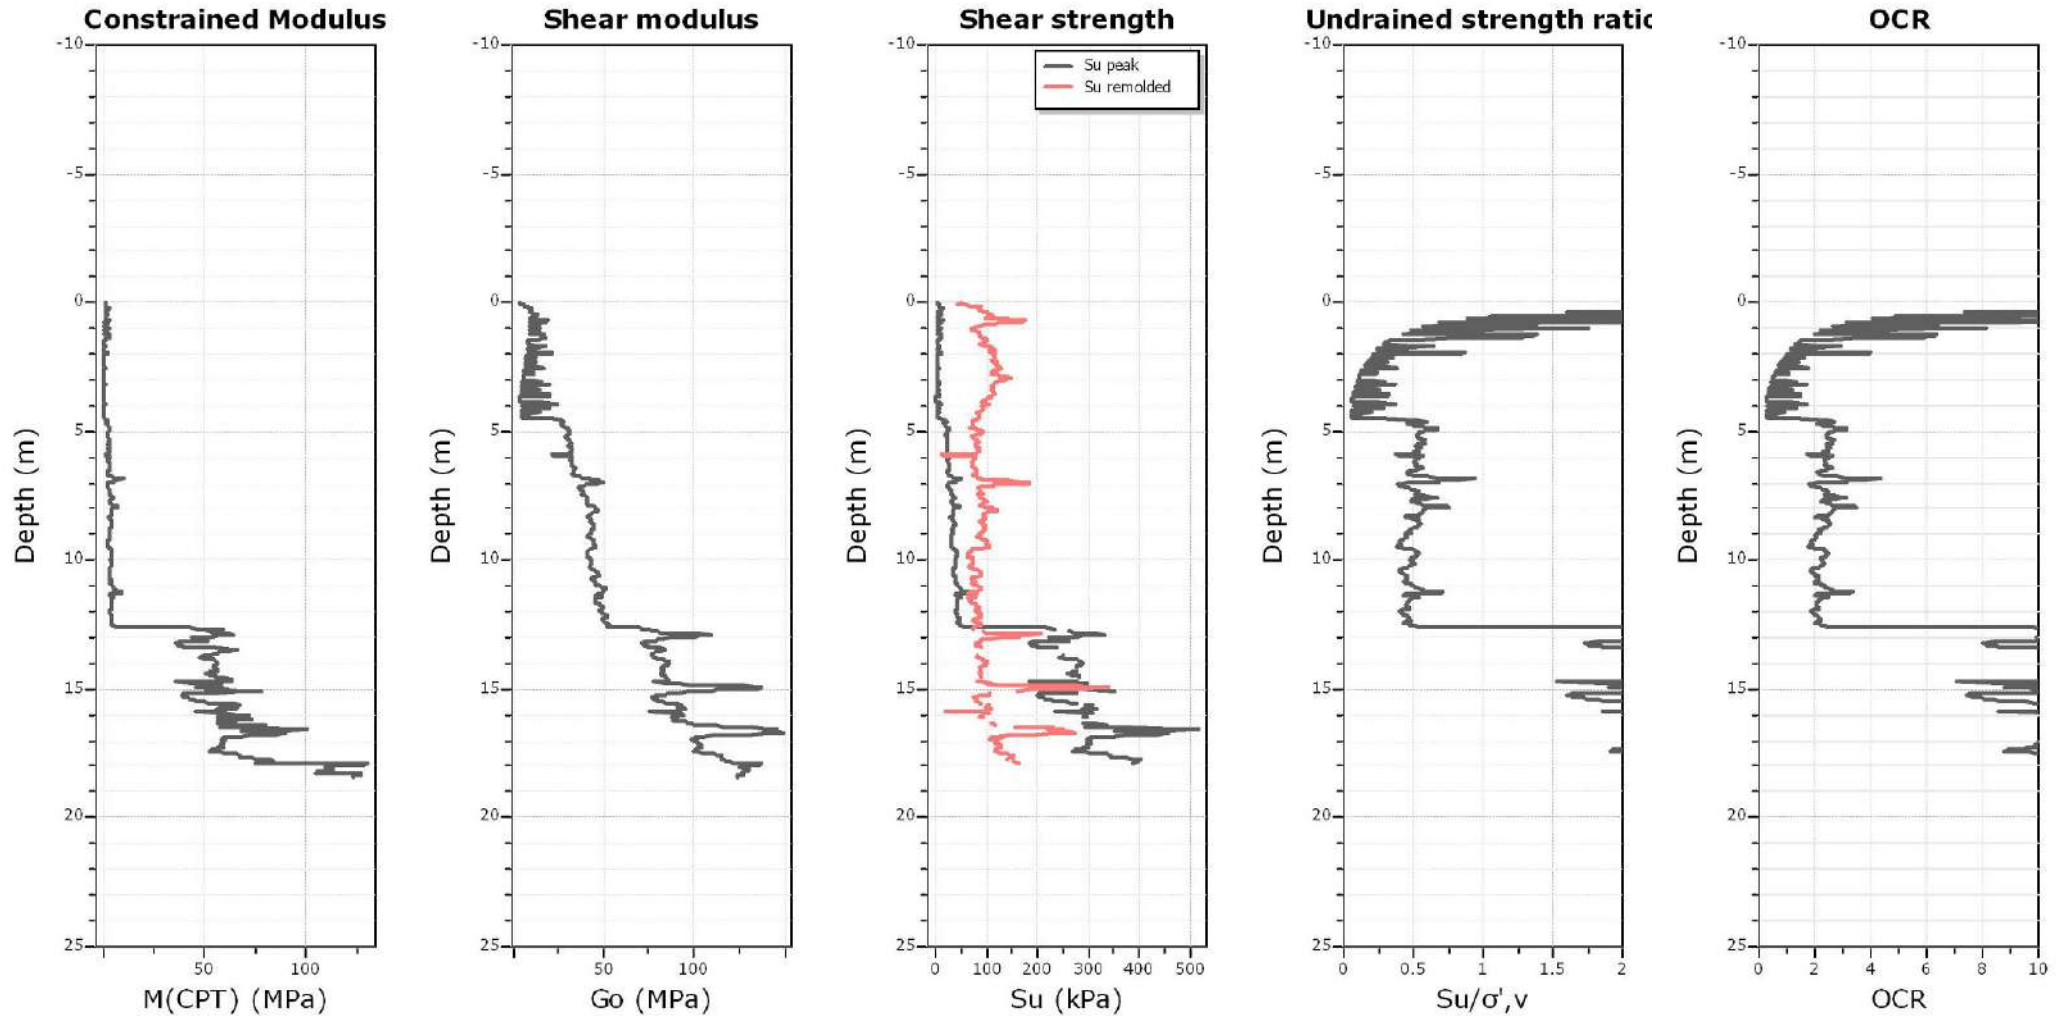 Constrained Modulus
-10
-5
0
5
10
15
20
25
Depth (m)
50 100
M(CPT) (MPa)
Shear modulus
-10
-5
0
5
10
15
20
25
Depth (m)
50 100
Go (MPa)
Shear strength
Su peak
Su remolded
-10
-5
0
5
10
15
20
25
Depth (m)
0 100 200 300 400 500
Su (kPa)
Undrained strength ratio
-10
-5
0
5
10
15
20
25
Depth (m)
0 0.5 1 1.5 2
Su/σ',v
OCR
-10
-5
0
5
10
15
20
25
Depth (m)
0 2 4 6 8 10
OCR